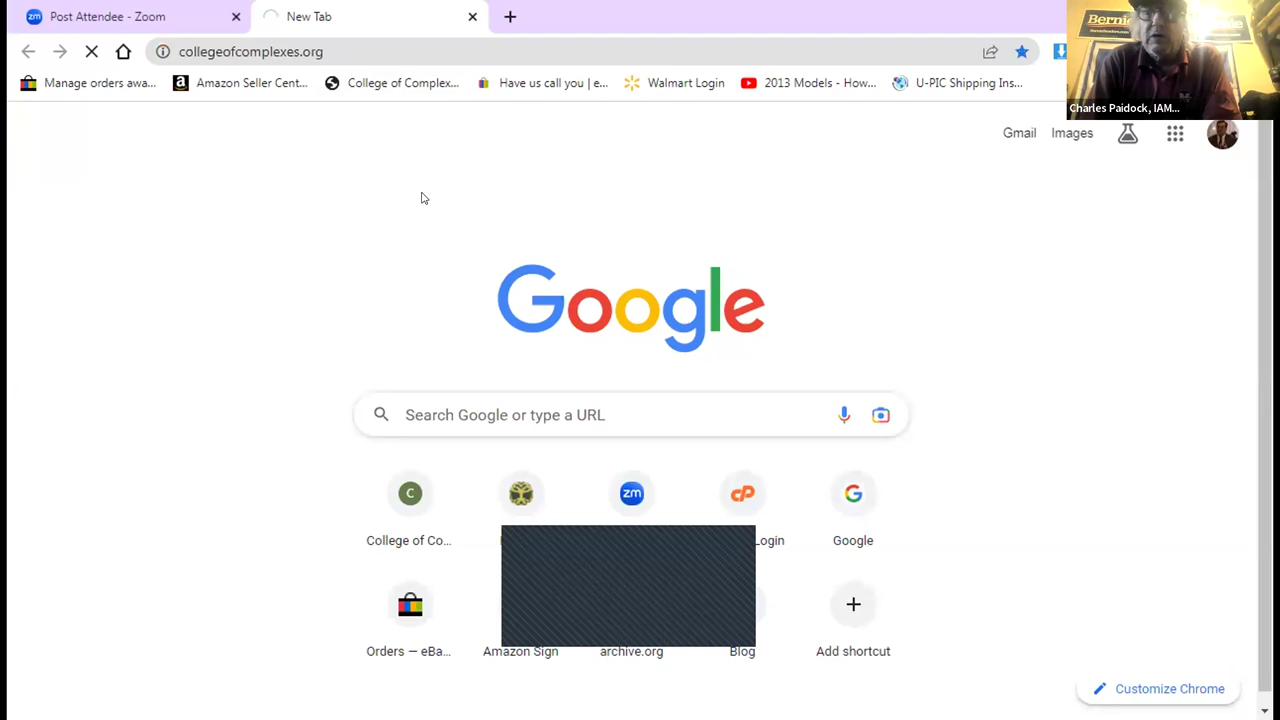 Post Attendee - Zoom
New Tab
collegeofcomplexes.org
Manage orders awa...
Amazon Seller Cent...
College of Complex...
Have us call you | e...
Walmart Login
2013 Models - How...
U-PIC Shipping Ins...
Bernie
Charles Paidock, IAM...
Gmail
Images
Google
Search Google or type a URL
C
zm
cP
G
College of Co...
Login
Google
Orders — eBa...
Amazon Sign
archive.org
Blog
Add shortcut
Customize Chrome